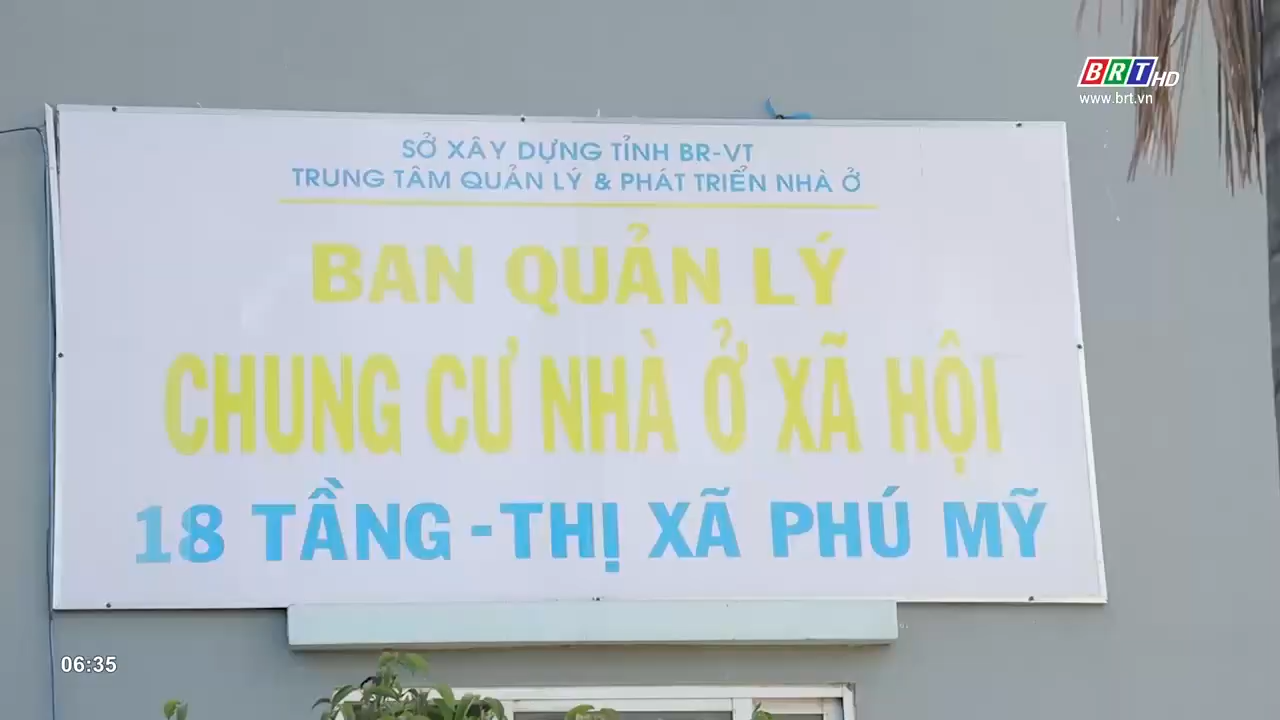 BRT HD
www.brt.vn
SỞ XÂY DỰNG TỈNH BR-VT
TRUNG TÂM QUẢN LÝ & PHÁT TRIỂN NHÀ Ở
BAN QUẢN LÝ
CHUNG CƯ NHÀ Ở XÃ HỘI
18 TẦNG - THỊ XÃ PHÚ MỸ
06:35